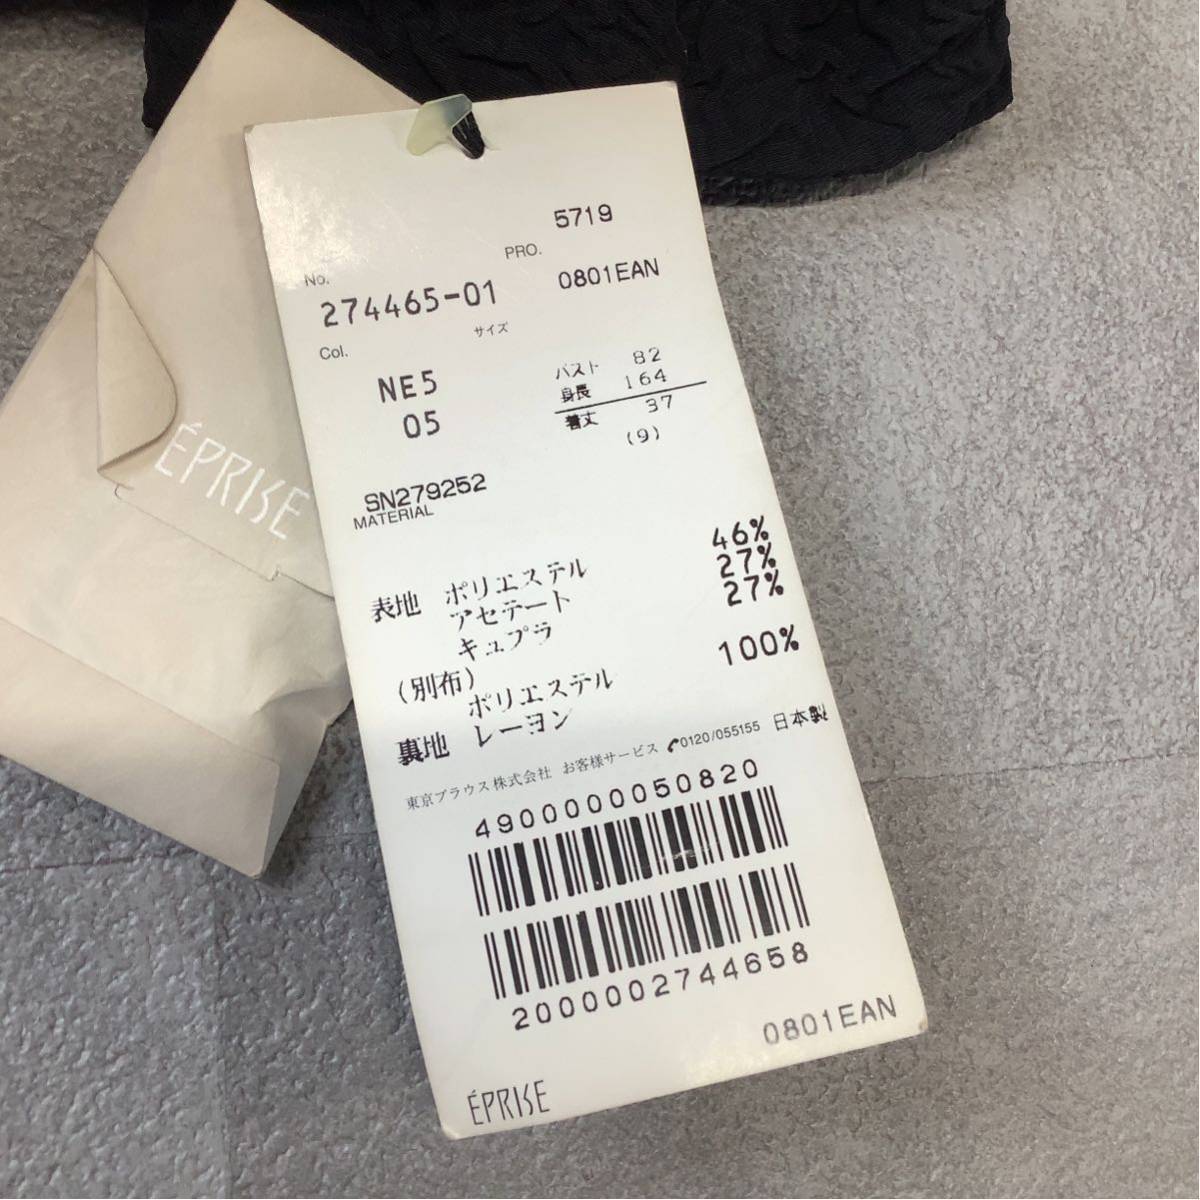 5719
PRO.
No.
274465-01
0801EAN
サイズ
Col.
NE5
05
バスト 82
身長 164
着丈 37
(9)
SN279252
MATERIAL
表地 ポリエステル 46%
アセテート 27%
キュプラ 27%
(別布)
ポリエステル 100%
裏地 レーヨン
東京ブラウス株式会社 お客様サービス 0120/055155 日本製
4900000050820
2000002744658
0801EAN
ÉPRISE
ÉPRISE